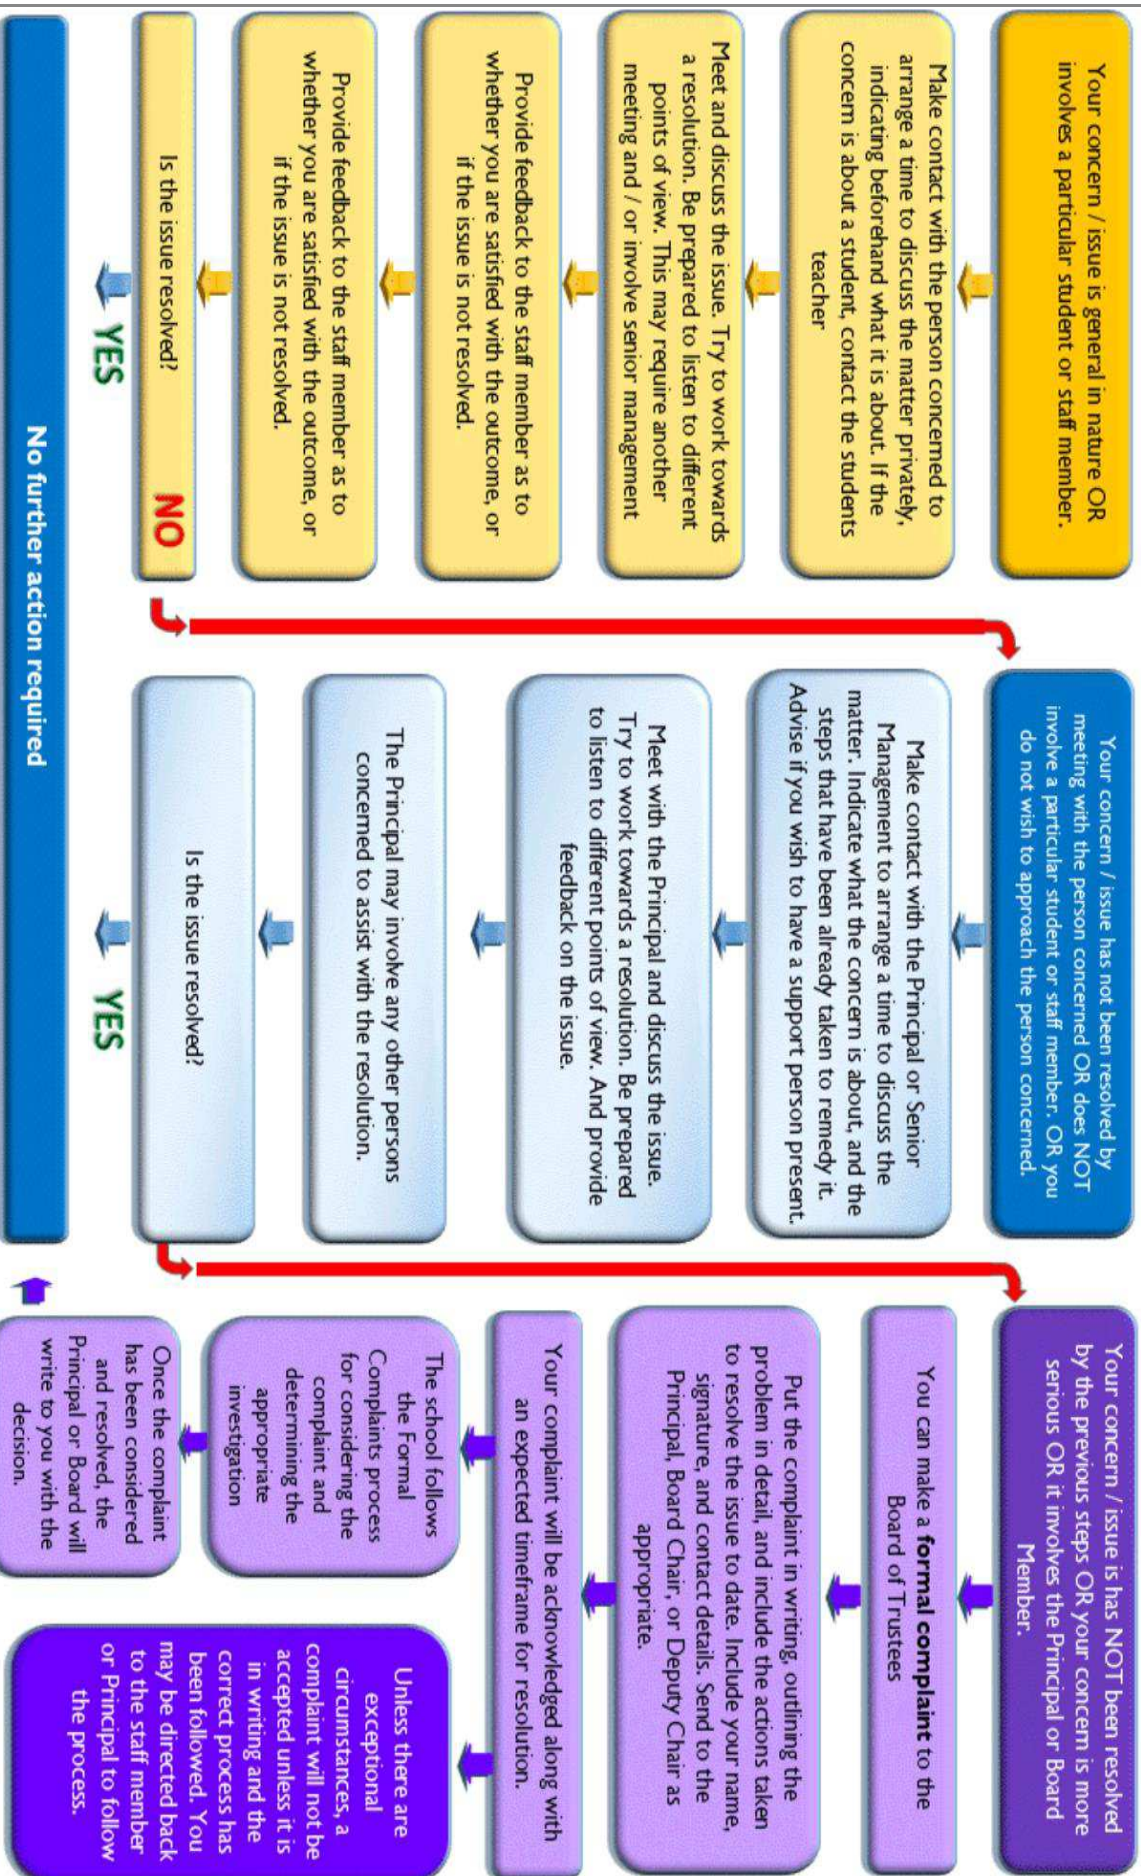 Your concern / issue is general in nature OR
involves a particular student or staff member.
Make contact with the person concerned to
arrange a time to discuss the matter privately,
indicating beforehand what it is about. If the
concern is about a student, contact the students
teacher
Meet and discuss the issue. Try to work towards
a resolution. Be prepared to listen to different
points of view. This may require another
meeting and / or involve senior management
Provide feedback to the staff member as to
whether you are satisfied with the outcome, or
if the issue is not resolved.
Provide feedback to the staff member as to
whether you are satisfied with the outcome, or
if the issue is not resolved.
Is the issue resolved? NO
YES
Your concern / issue has not been resolved by
meeting with the person concerned OR does NOT
involve a particular student or staff member. OR you
do not wish to approach the person concerned.
Make contact with the Principal or Senior
Management to arrange a time to discuss the
matter. Indicate what the concern is about, and the
steps that have been already taken to remedy it.
Advise if you wish to have a support person present.
Meet with the Principal and discuss the issue.
Try to work towards a resolution. Be prepared
to listen to different points of view. And provide
feedback on the issue.
The Principal may involve any other persons
concerned to assist with the resolution.
Is the issue resolved?
YES
Your concern / issue is has NOT been resolved
by the previous steps OR your concern is more
serious OR it involves the Principal or Board
Member.
You can make a formal complaint to the
Board of Trustees
Put the complaint in writing, outlining the
problem in detail, and include the actions taken
to resolve the issue to date. Include your name,
signature, and contact details. Send to the
Principal, Board Chair, or Deputy Chair as
appropriate.
Your complaint will be acknowledged along with
an expected timeframe for resolution.
The school follows
the Formal
Complaints process
for considering the
complaint and
determining the
appropriate
investigation
Once the complaint
has been considered
and resolved, the
Principal or Board will
write to you with the
decision.
Unless there are
exceptional
circumstances, a
complaint will not be
accepted unless it is
in writing and the
correct process has
been followed. You
may be directed back
to the staff member
or Principal to follow
the process.
No further action required